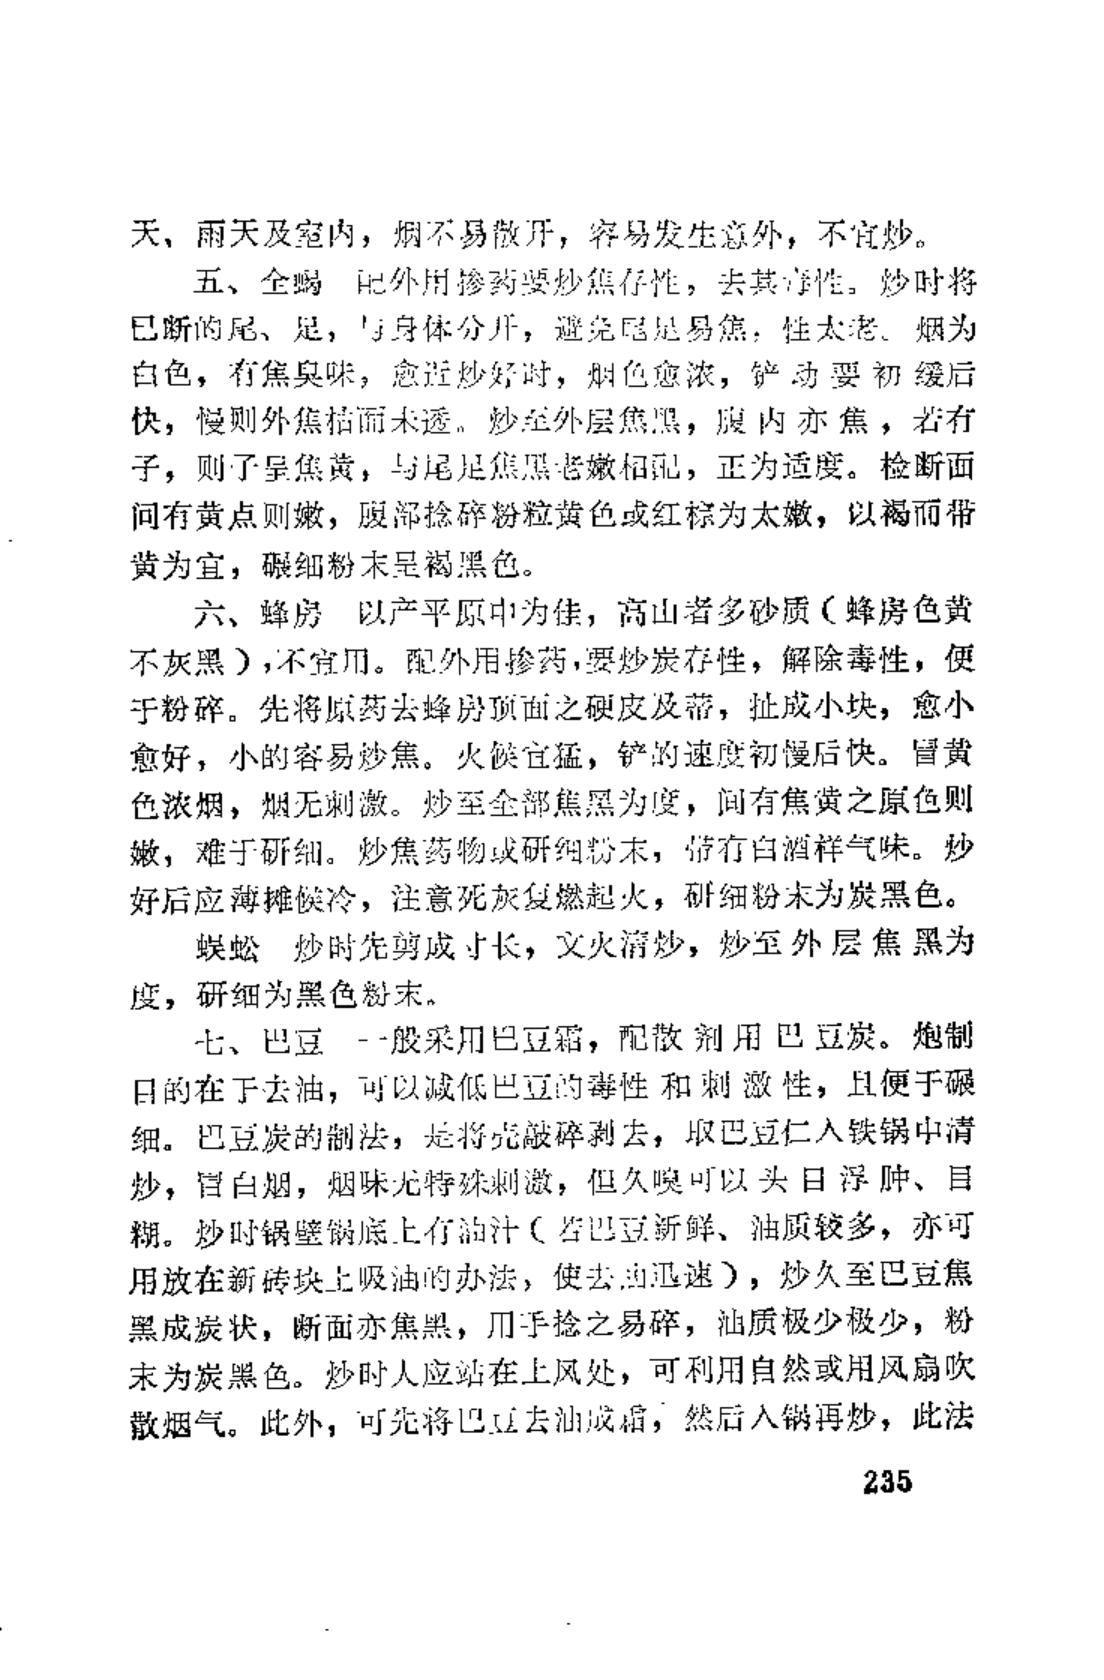 天、雨天及室内，烟不易散开，容易发生意外，不宜炒。
五、全蝎　配外用掺药要炒焦存性，去其毒性。炒时将
已断的尾、足，与身体分开，避免尾足易焦，性太老。烟为
白色，有焦臭味，愈近炒好时，烟色愈浓，铲动要初缓后
快，慢则外焦枯而未透。炒至外层焦黑，腹内亦焦，若有
子，则子呈焦黄，与尾足焦黑老嫩相配，正为适度。检断面
间有黄点则嫩，腹部捻碎粉粒黄色或红棕为太嫩，以褐而带
黄为宜，碾细粉末呈褐黑色。
六、蜂房　以产平原中为佳，高山者多砂质（蜂房色黄
不灰黑），不宜用。配外用掺药，要炒炭存性，解除毒性，便
于粉碎。先将原药去蜂房顶面之硬皮及蒂，扯成小块，愈小
愈好，小的容易炒焦。火候宜猛，铲的速度初慢后快。冒黄
色浓烟，烟无刺激。炒至全部焦黑为度，间有焦黄之原色则
嫩，难于研细。炒焦药物或研细粉末，带有白酒样气味。炒
好后应薄摊候冷，注意死灰复燃起火，研细粉末为炭黑色。
蜈蚣　炒时先剪成寸长，文火清炒，炒至外层焦黑为
度，研细为黑色粉末。
七、巴豆　一般采用巴豆霜，配散剂用巴豆炭。炮制
目的在于去油，可以减低巴豆的毒性和刺激性，且便于碾
细。巴豆炭的制法，是将壳敲碎剥去，取巴豆仁入铁锅中清
炒，冒白烟，烟味无特殊刺激，但久嗅可以头目浮肿、目
糊。炒时锅壁锅底上有油汁（若巴豆新鲜、油质较多，亦可
用放在新砖块上吸油的办法，使去油迅速），炒久至巴豆焦
黑成炭状，断面亦焦黑，用手捻之易碎，油质极少极少，粉
末为炭黑色。炒时人应站在上风处，可利用自然或用风扇吹
散烟气。此外，可先将巴豆去油成霜，然后入锅再炒，此法
235